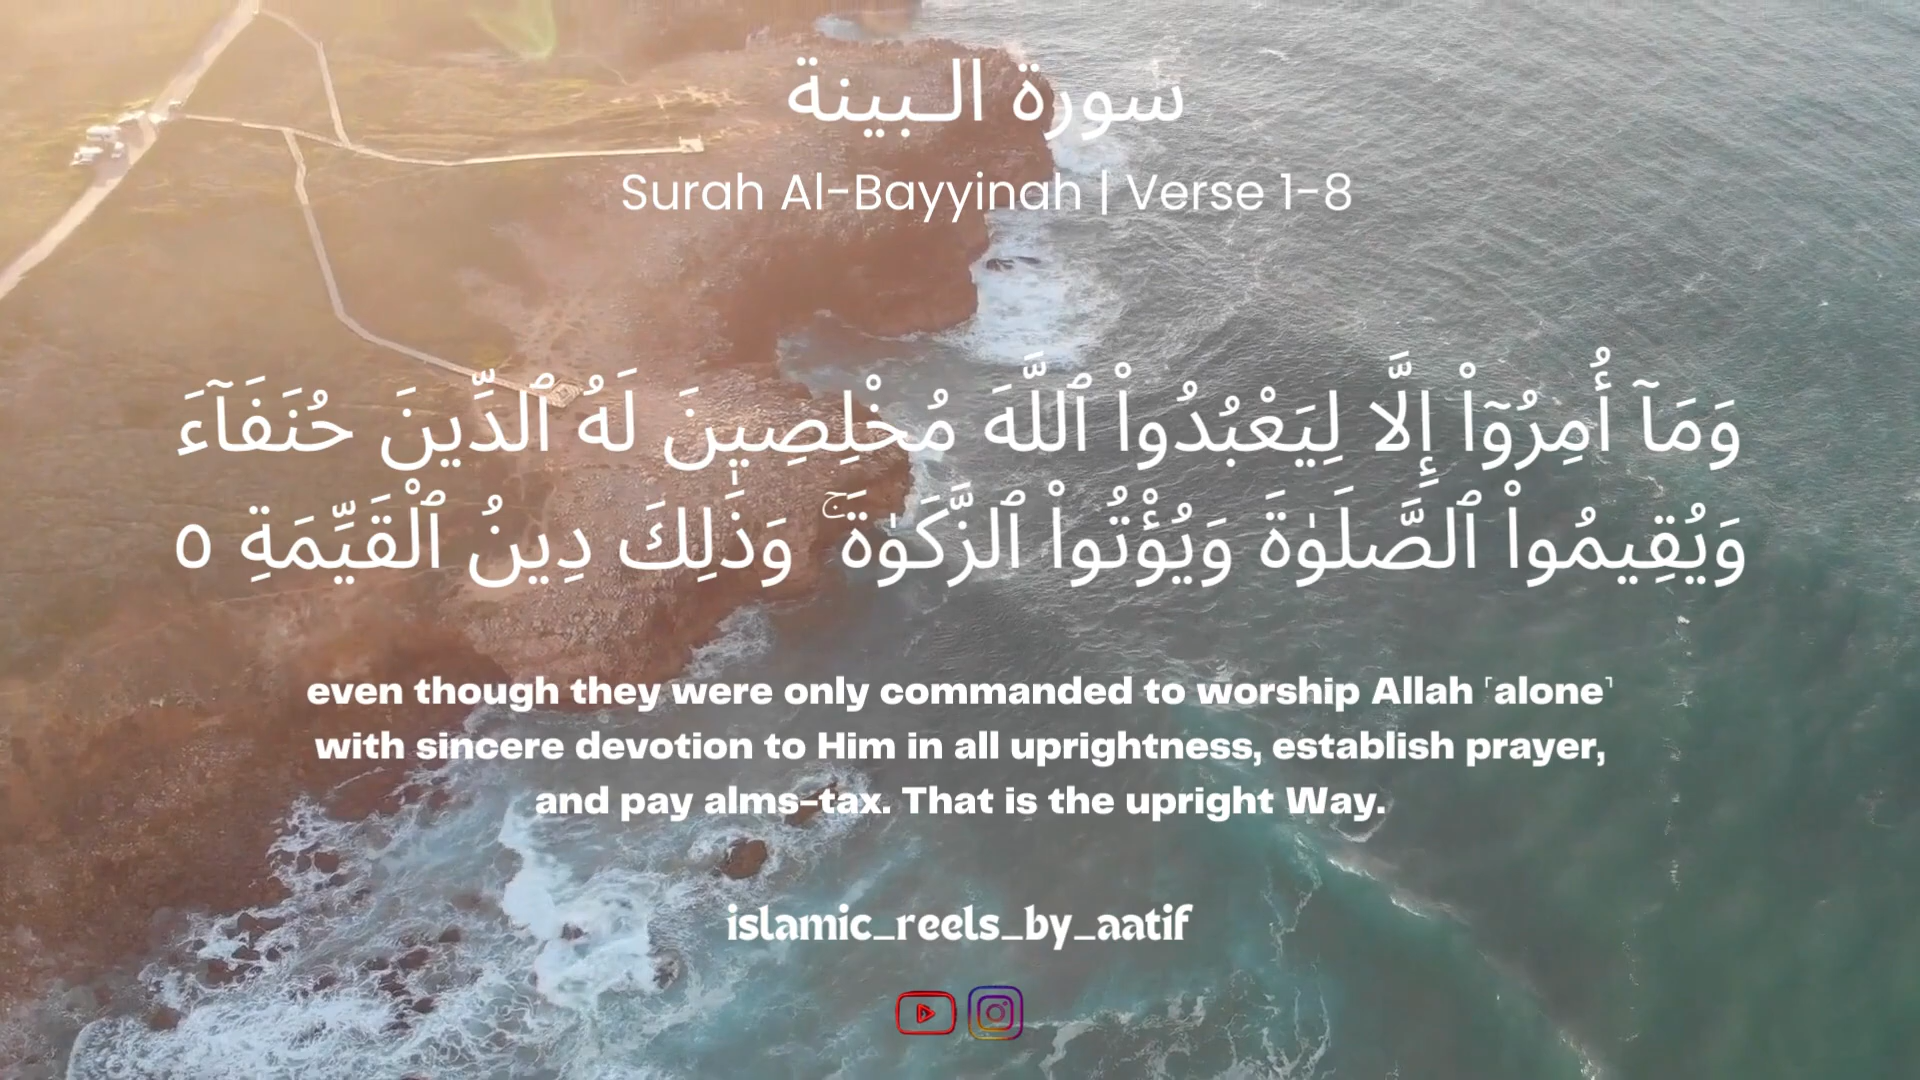 سورة الـبينة
Surah Al-Bayyinah | Verse 1-8
وَمَآ أُمِرُوٓا۟ إِلَّا لِيَعْبُدُوا۟ ٱللَّهَ مُخْلِصِينَ لَهُ ٱلدِّينَ حُنَفَآءَ
وَيُقِيمُوا۟ ٱلصَّلَوٰةَ وَيُؤْتُوا۟ ٱلزَّكَوٰةَ ۚ وَذَٰلِكَ دِينُ ٱلْقَيِّمَةِ ٥
even though they were only commanded to worship Allah ˹alone˺
with sincere devotion to Him in all uprightness, establish prayer,
and pay alms-tax. That is the upright Way.
islamic_reels_by_aatif